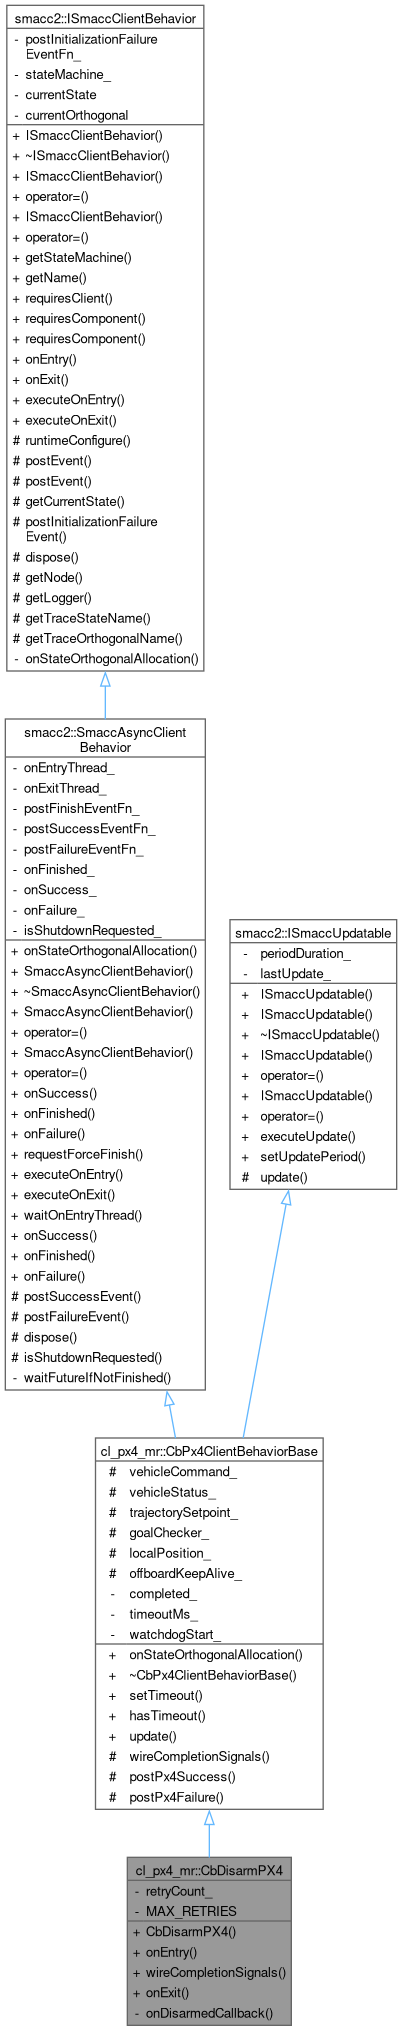 smacc2::ISmaccClientBehavior
- postInitializationFailure
EventFn_
- stateMachine_
- currentState
- currentOrthogonal
+ ISmaccClientBehavior()
+ ~ISmaccClientBehavior()
+ ISmaccClientBehavior()
+ operator=()
+ ISmaccClientBehavior()
+ operator=()
+ getStateMachine()
+ getName()
+ requiresClient()
+ requiresComponent()
+ requiresComponent()
+ onEntry()
+ onExit()
+ executeOnEntry()
+ executeOnExit()
# runtimeConfigure()
# postEvent()
# postEvent()
# getCurrentState()
# postInitializationFailure
Event()
# dispose()
# getNode()
# getLogger()
# getTraceStateName()
# getTraceOrthogonalName()
- onStateOrthogonalAllocation()
smacc2::SmaccAsyncClient
Behavior
- onEntryThread_
- onExitThread_
- postFinishEventFn_
- postSuccessEventFn_
- postFailureEventFn_
- onFinished_
- onSuccess_
- onFailure_
- isShutdownRequested_
+ onStateOrthogonalAllocation()
+ SmaccAsyncClientBehavior()
+ ~SmaccAsyncClientBehavior()
+ SmaccAsyncClientBehavior()
+ operator=()
+ SmaccAsyncClientBehavior()
+ operator=()
+ onSuccess()
+ onFinished()
+ onFailure()
+ requestForceFinish()
+ executeOnEntry()
+ executeOnExit()
+ waitOnEntryThread()
+ onSuccess()
+ onFinished()
+ onFailure()
# postSuccessEvent()
# postFailureEvent()
# dispose()
# isShutdownRequested()
- waitFutureIfNotFinished()
smacc2::ISmaccUpdatable
- periodDuration_
- lastUpdate_
+ ISmaccUpdatable()
+ ISmaccUpdatable()
+ ~ISmaccUpdatable()
+ ISmaccUpdatable()
+ operator=()
+ ISmaccUpdatable()
+ operator=()
+ executeUpdate()
+ setUpdatePeriod()
# update()
cl_px4_mr::CbPx4ClientBehaviorBase
# vehicleCommand_
# vehicleStatus_
# trajectorySetpoint_
# goalChecker_
# localPosition_
# offboardKeepAlive_
- completed_
- timeoutMs_
- watchdogStart_
+ onStateOrthogonalAllocation()
+ ~CbPx4ClientBehaviorBase()
+ setTimeout()
+ hasTimeout()
+ update()
# wireCompletionSignals()
# postPx4Success()
# postPx4Failure()
cl_px4_mr::CbDisarmPX4
- retryCount_
- MAX_RETRIES
+ CbDisarmPX4()
+ onEntry()
+ wireCompletionSignals()
+ onExit()
- onDisarmedCallback()